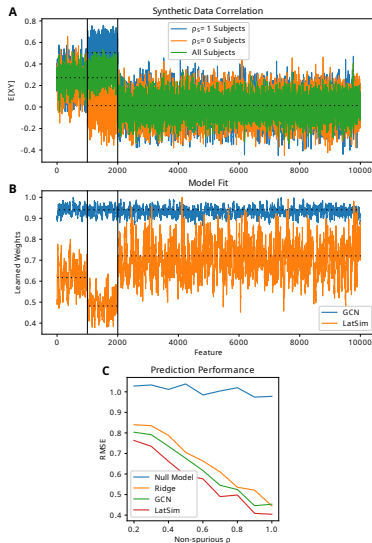 A
Synthetic Data Correlation
ρs= 1 Subjects
ρs= 0 Subjects
All Subjects
E[XY]
0.8
0.6
0.4
0.2
0.0
-0.2
-0.4
0
2000
4000
6000
8000
10000
B
Model Fit
Learned Weights
1.0
0.9
0.8
0.7
0.6
0.5
0.4
GCN
LatSim
0
2000
4000
6000
8000
10000
Feature
C
Prediction Performance
RMSE
1.0
0.9
0.8
0.7
0.6
0.5
0.4
Null Model
Ridge
GCN
LatSim
0.2
0.4
0.6
0.8
1.0
Non-spurious ρ